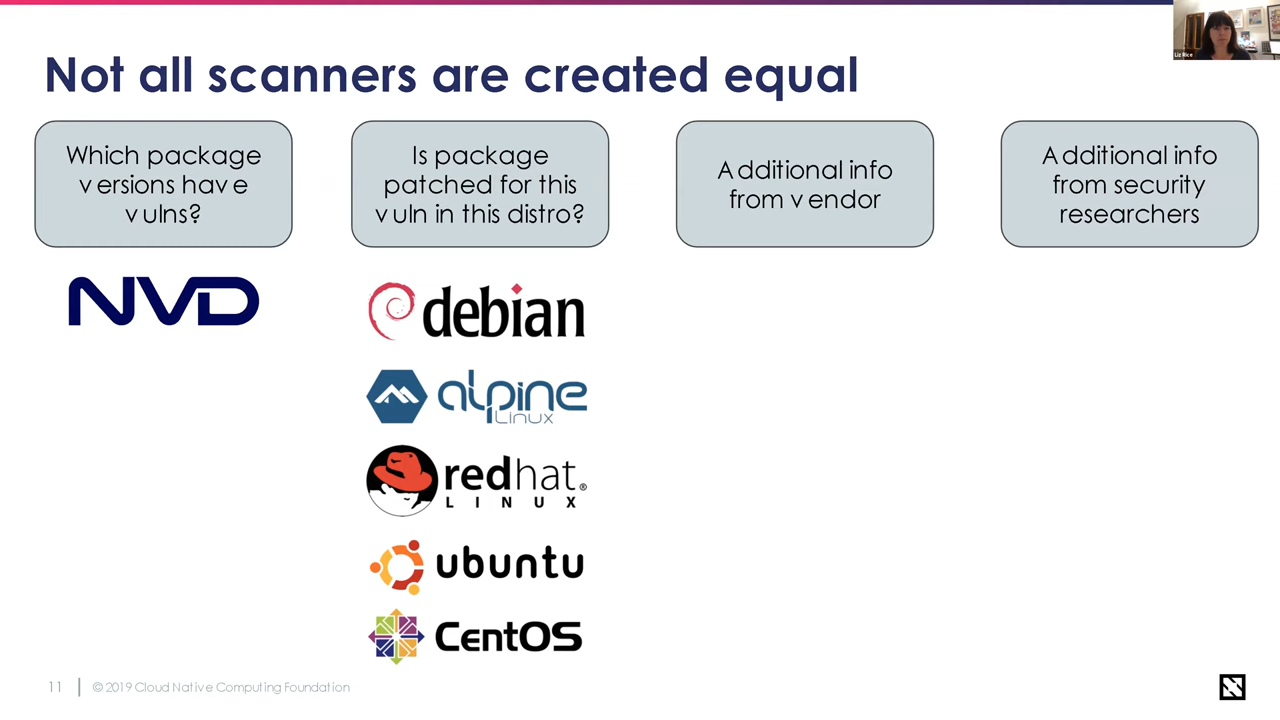 Liz Rice
Not all scanners are created equal
Which package
versions have
vulns?
Is package
patched for this
vuln in this distro?
Additional info
from vendor
Additional info
from security
researchers
NVD
debian
alpine
Linux
redhat®
LINUX
ubuntu
CentOS
11
© 2019 Cloud Native Computing Foundation